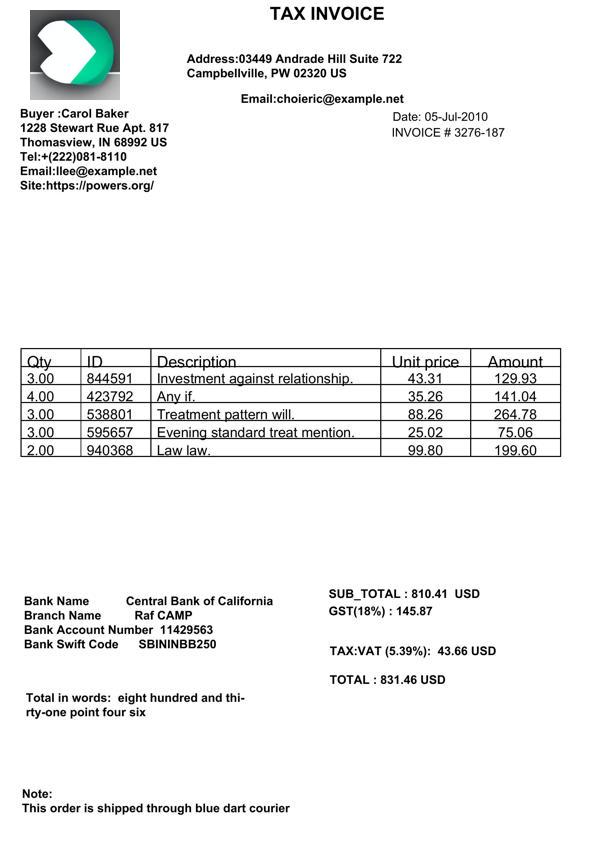 TAX INVOICE
Address:03449 Andrade Hill Suite 722
Campbellville, PW 02320 US
Email:choieric@example.net
Buyer :Carol Baker
1228 Stewart Rue Apt. 817
Thomasview, IN 68992 US
Tel:+(222)081-8110
Email:llee@example.net
Site:https://powers.org/
Date: 05-Jul-2010
INVOICE # 3276-187
Qty ID Description Unit price Amount
3.00 844591 Investment against relationship. 43.31 129.93
4.00 423792 Any if. 35.26 141.04
3.00 538801 Treatment pattern will. 88.26 264.78
3.00 595657 Evening standard treat mention. 25.02 75.06
2.00 940368 Law law. 99.80 199.60
Bank Name Central Bank of California
Branch Name Raf CAMP
Bank Account Number 11429563
Bank Swift Code SBININBB250
SUB_TOTAL : 810.41 USD
GST(18%) : 145.87
TAX:VAT (5.39%): 43.66 USD
TOTAL : 831.46 USD
Total in words: eight hundred and thi-
rty-one point four six
Note:
This order is shipped through blue dart courier